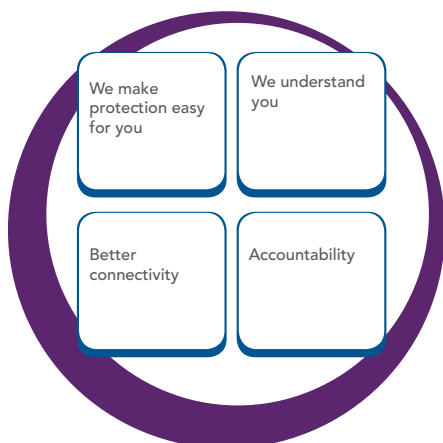 We make
protection easy
for you
We understand
you
Better
connectivity
Accountability